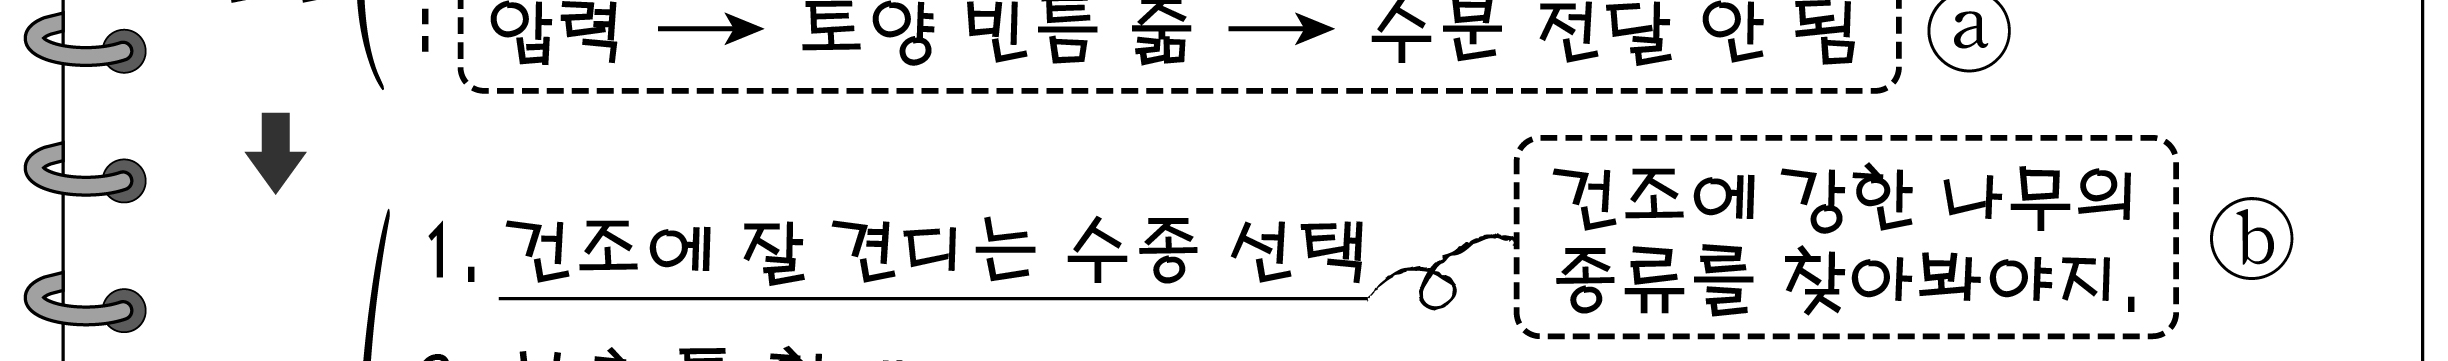 : 압력 → 토양 빈틈 줆 → 수분 전달 안 됨 ⓐ
건조에 강한 나무의
1. 건조에 잘 견디는 수종 선택
종류를 찾아봐야지. ⓑ